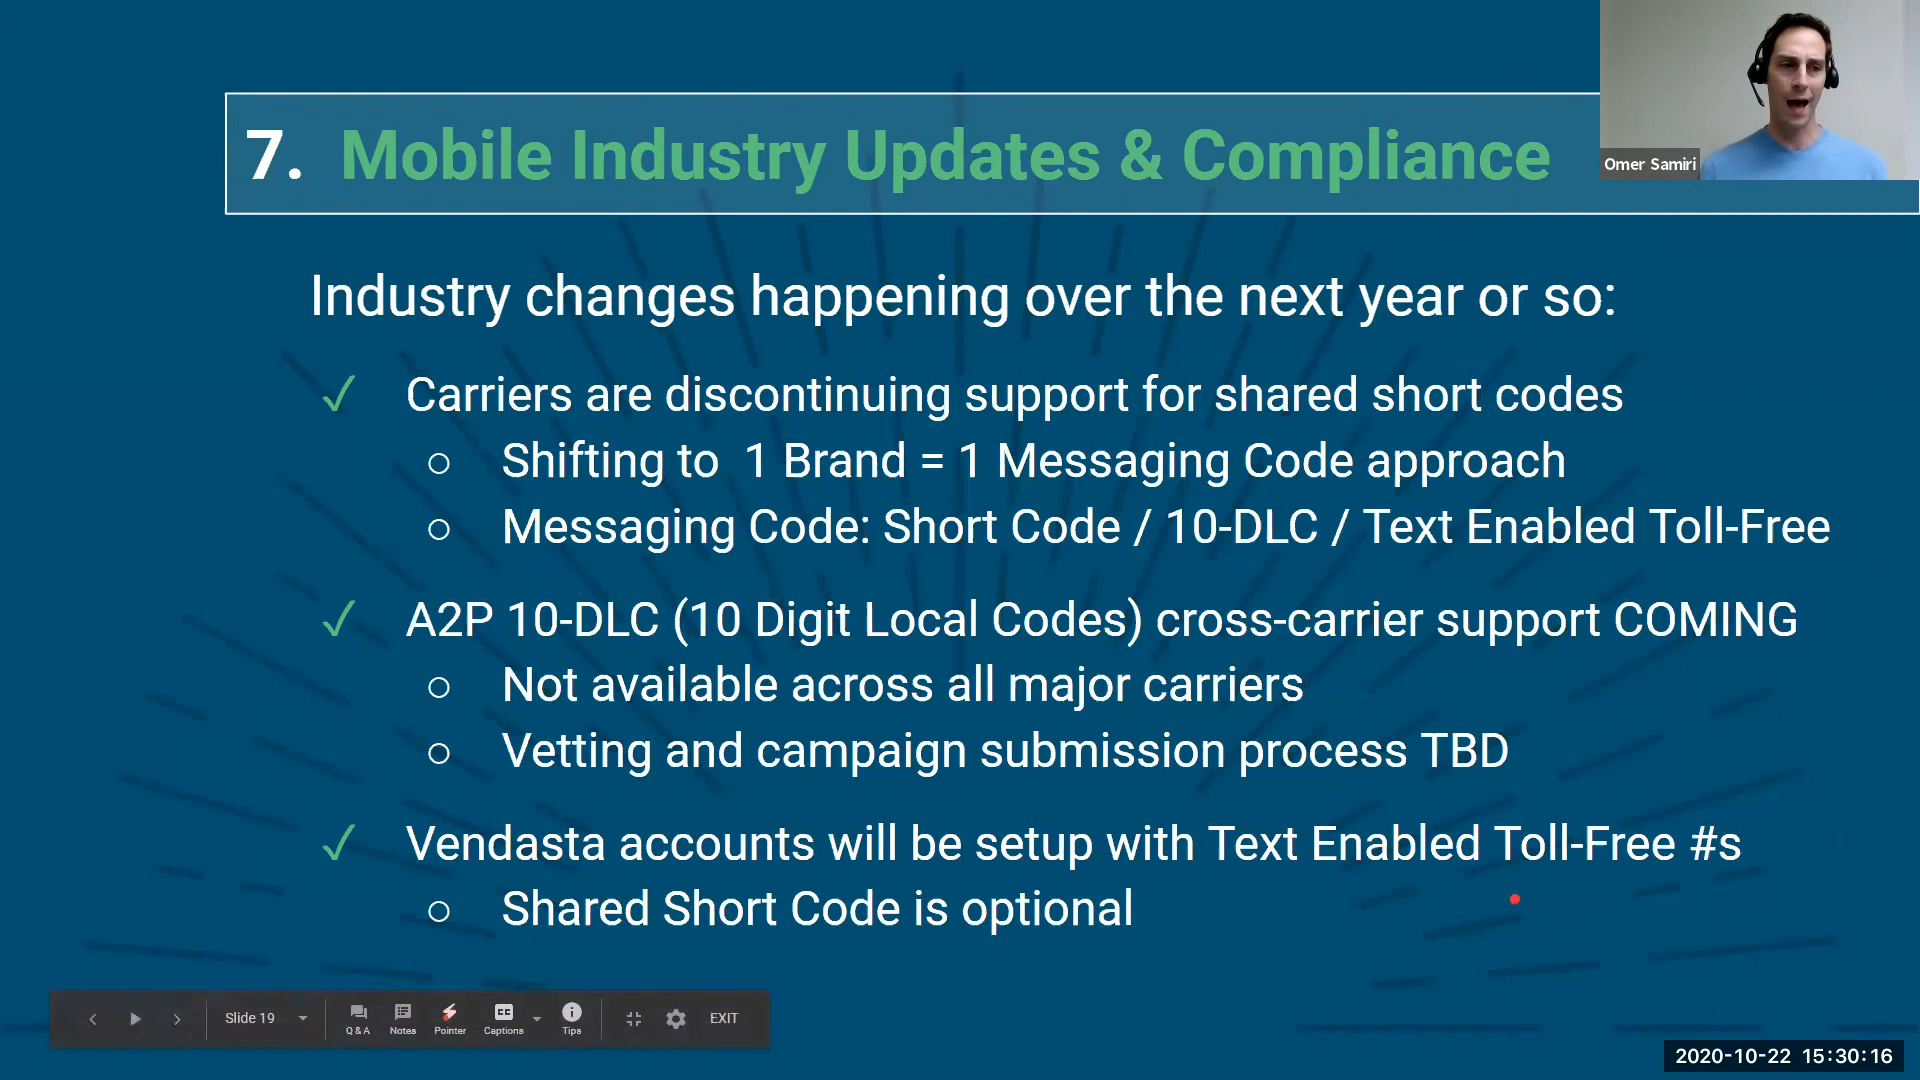 7. Mobile Industry Updates & Compliance
Omer Samiri
Industry changes happening over the next year or so:
✓ Carriers are discontinuing support for shared short codes
○ Shifting to 1 Brand = 1 Messaging Code approach
○ Messaging Code: Short Code / 10-DLC / Text Enabled Toll-Free
✓ A2P 10-DLC (10 Digit Local Codes) cross-carrier support COMING
○ Not available across all major carriers
○ Vetting and campaign submission process TBD
✓ Vendasta accounts will be setup with Text Enabled Toll-Free #s
○ Shared Short Code is optional
Slide 19 Q & A Notes Pointer CC Captions Tips EXIT
2020-10-22 15:30:16